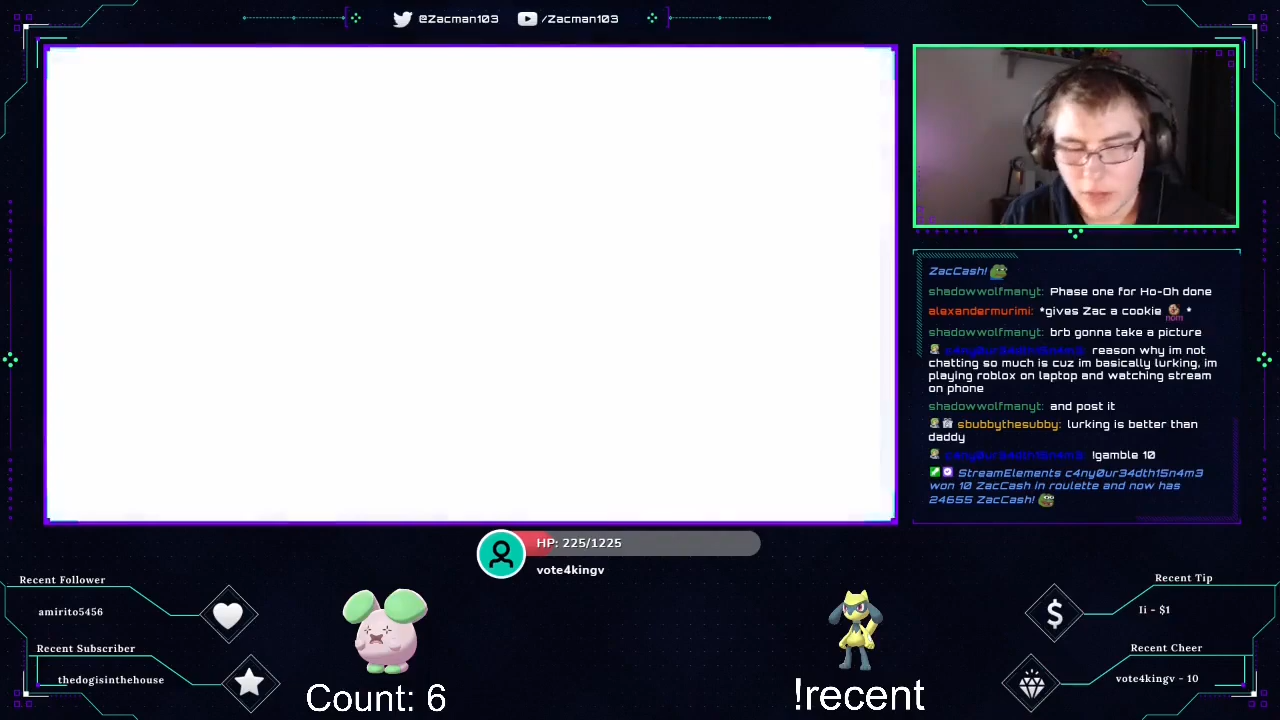 @Zacman103 /Zacman103
ZacCash!
shadowwolfmanyt: Phase one for Ho-Oh done
alexandermurimi: *gives Zac a cookie nom *
shadowwolfmanyt: brb gonna take a picture
c4ny0ur34dth15n4m3: reason why im not
chatting so much is cuz im basically lurking, im
playing roblox on laptop and watching stream
on phone
shadowwolfmanyt: and post it
sbubbythesubby: lurking is better than
daddy
c4ny0ur34dth15n4m3: !gamble 10
StreamElements c4ny0ur34dth15n4m3
won 10 ZacCash in roulette and now has
24655 ZacCash!
HP: 225/1225
vote4kingv
Recent Follower
amirito5456
Recent Subscriber
thedogisinthehouse
Count: 6
!recent
Recent Tip
Ii - $1
$
Recent Cheer
vote4kingv - 10